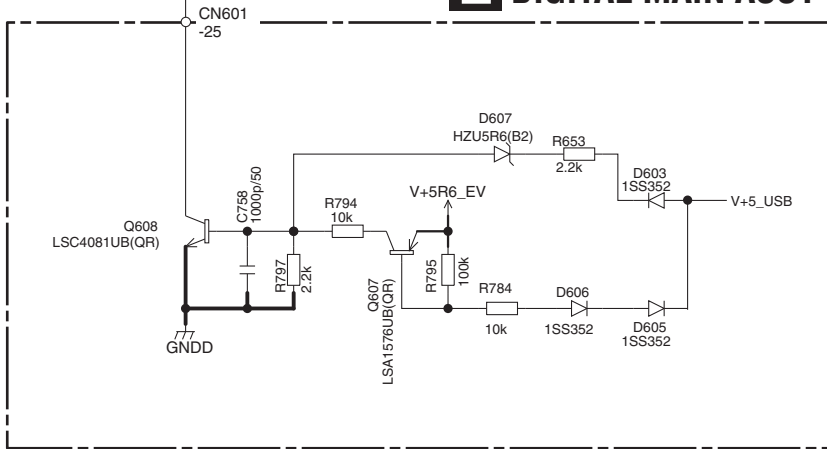 DIGITAL MAIN ASSY
CN601
-25
D607
HZU5R6(B2)
R653
2.2k
D603
1SS352
V+5_USB
C758
1000p/50
R794
10k
V+5R6_EV
Q608
LSC4081UB(QR)
R797
2.2k
Q607
LSA1576UB(QR)
R795
100k
R784
10k
D606
1SS352
D605
1SS352
GNDD